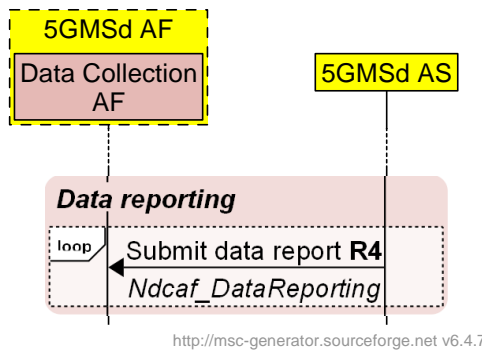 5GMSd AF
Data Collection
AF
5GMSd AS
Data reporting
loop
Submit data report R4
Ndcaf_DataReporting
http://msc-generator.sourceforge.net v6.4.7